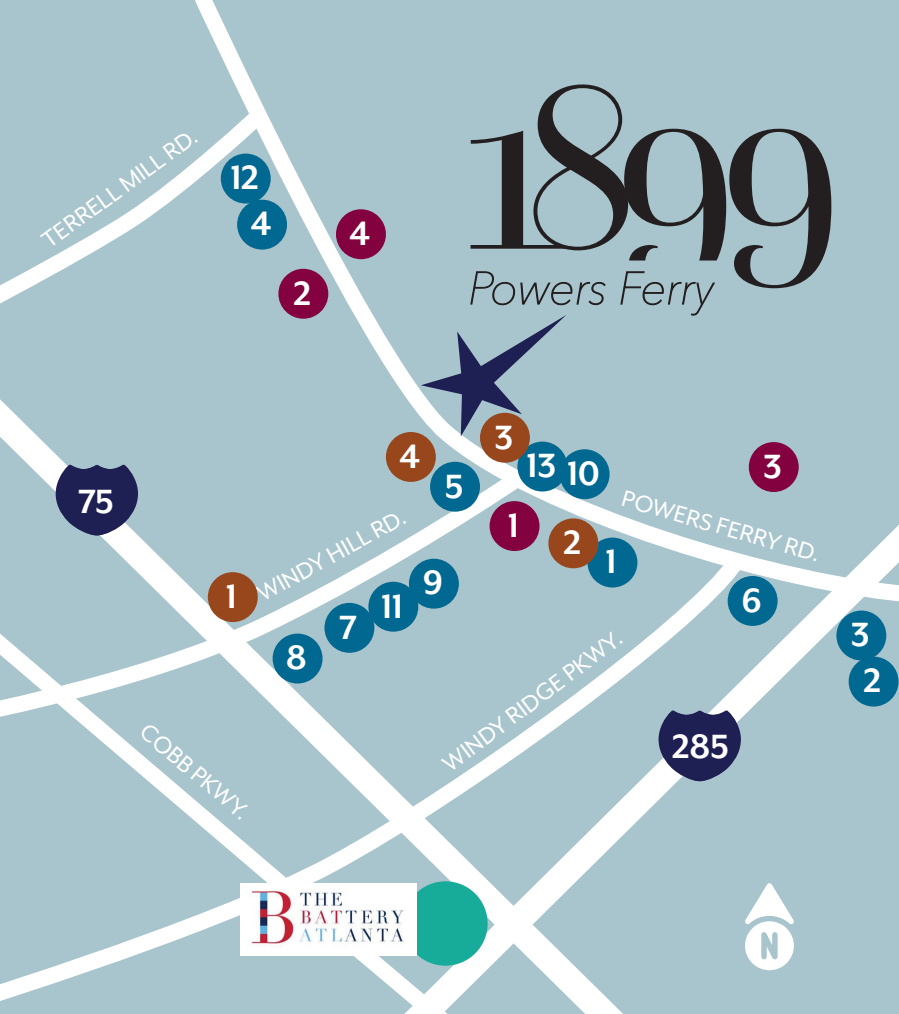 1899
Powers Ferry
TERRELL MILL RD.
12
4
4
2
3
4
13
10
5
3
75
POWERS FERRY RD.
1
2
1
WINDY HILL RD.
1
9
11
7
8
6
3
2
WINDY RIDGE PKWY.
285
COBB PKWY.
THE
BATTERY
ATLANTA
B
N